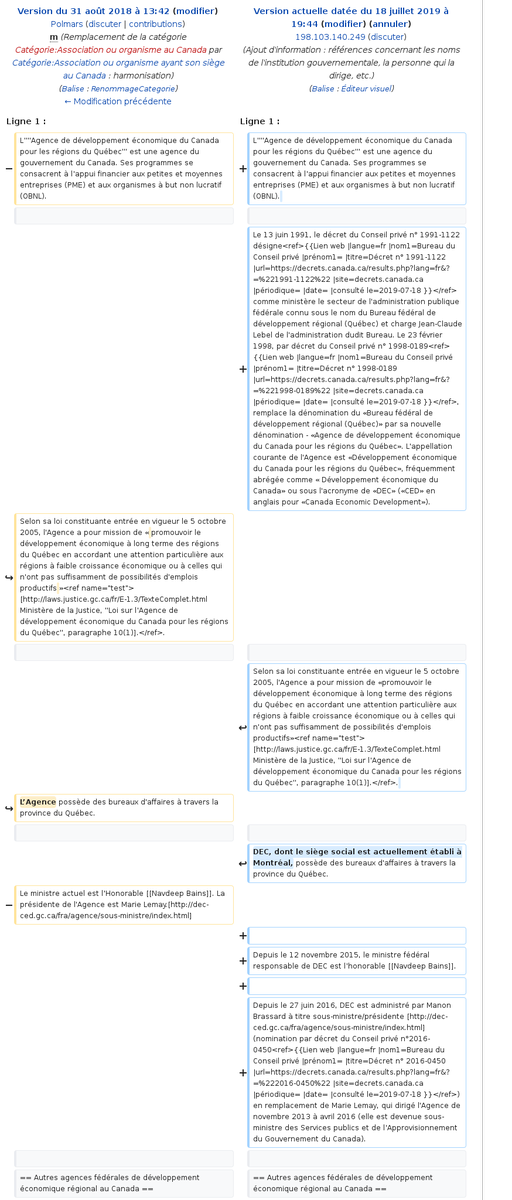 Version du 31 août 2018 à 13:42 (modifier)
Polmars (discuter | contributions)
m (Remplacement de la catégorie
Catégorie:Association ou organisme au Canada par
Catégorie:Association ou organisme ayant son siège
au Canada : harmonisation)
(Balise : RenommageCategorie)
← Modification précédente
Version actuelle datée du 18 juillet 2019 à
19:44 (modifier) (annuler)
198.103.140.249 (discuter)
(Ajout d'information : références concernant les noms
de l'institution gouvernementale, la personne qui la
dirige, etc.)
(Balise : Éditeur visuel)
Ligne 1 :
Ligne 1 :
−
L'''"Agence de développement économique du Canada
pour les régions du Québec''' est une agence du
gouvernement du Canada. Ses programmes se
consacrent à l'appui financier aux petites et moyennes
entreprises (PME) et aux organismes à but non lucratif
(OBNL).
+
L'''"Agence de développement économique du Canada
pour les régions du Québec''' est une agence du
gouvernement du Canada. Ses programmes se
consacrent à l'appui financier aux petites et moyennes
entreprises (PME) et aux organismes à but non lucratif
(OBNL).
+
Le 13 juin 1991, le décret du Conseil privé n° 1991-1122
désigne<ref>{{Lien web |langue=fr |nom1=Bureau du
Conseil privé |prénom1= |titre=Décret n° 1991-1122
|url=https://decrets.canada.ca/results.php?lang=fr&?
=%221991-1122%22 |site=decrets.canada.ca
|périodique= |date= |consulté le=2019-07-18 }}</ref>
comme ministère le secteur de l'administration publique
fédérale connu sous le nom du Bureau fédéral de
développement régional (Québec) et charge Jean-Claude
Lebel de l'administration dudit Bureau. Le 23 février
1998, par décret du Conseil privé n° 1998-0189<ref>
{{Lien web |langue=fr |nom1=Bureau du Conseil privé
|prénom1= |titre=Décret n° 1998-0189
|url=https://decrets.canada.ca/results.php?lang=fr&?
=%221998-0189%22 |site=decrets.canada.ca
|périodique= |date= |consulté le=2019-07-18 }}</ref>,
remplace la dénomination du «Bureau fédéral de
développement régional (Québec)» par sa nouvelle
dénomination - «Agence de développement économique
du Canada pour les régions du Québec». L'appellation
courante de l'Agence est «Développement économique
du Canada pour les régions du Québec», fréquemment
abrégée comme « Développement économique du
Canada» ou sous l'acronyme de «DEC» («CED» en
anglais pour «Canada Economic Development»).
↪
Selon sa loi constituante entrée en vigueur le 5 octobre
2005, l'Agence a pour mission de « promouvoir le
développement économique à long terme des régions
du Québec en accordant une attention particulière aux
régions à faible croissance économique ou à celles qui
n'ont pas suffisamment de possibilités d'emplois
productifs »<ref name="test">
[http://laws.justice.gc.ca/fr/E-1.3/TexteComplet.html
Ministère de la Justice, "Loi sur l'Agence de
développement économique du Canada pour les régions
du Québec", paragraphe 10(1)].</ref>.
↩
Selon sa loi constituante entrée en vigueur le 5 octobre
2005, l'Agence a pour mission de «promouvoir le
développement économique à long terme des régions
du Québec en accordant une attention particulière aux
régions à faible croissance économique ou à celles qui
n'ont pas suffisamment de possibilités d'emplois
productifs»<ref name="test">
[http://laws.justice.gc.ca/fr/E-1.3/TexteComplet.html
Ministère de la Justice, "Loi sur l'Agence de
développement économique du Canada pour les régions
du Québec", paragraphe 10(1)].</ref>.
↪
L'Agence possède des bureaux d'affaires à travers la
province du Québec.
↩
DEC, dont le siège social est actuellement établi à
Montréal, possède des bureaux d'affaires à travers la
province du Québec.
−
Le ministre actuel est l'Honorable [[Navdeep Bains]]. La
présidente de l'Agence est Marie Lemay.[http://dec-
ced.gc.ca/fra/agence/sous-ministre/index.html]
+
+
Depuis le 12 novembre 2015, le ministre fédéral
responsable de DEC est l'honorable [[Navdeep Bains]].
+
+
Depuis le 27 juin 2016, DEC est administré par Manon
Brassard à titre sous-ministre/présidente [http://dec-
ced.gc.ca/fra/agence/sous-ministre/index.html]
(nomination par décret du Conseil privé n°2016-
0450<ref>{{Lien web |langue=fr |nom1=Bureau du
Conseil privé |prénom1= |titre=Décret n° 2016-0450
|url=https://decrets.canada.ca/results.php?lang=fr&?
=%222016-0450%22 |site=decrets.canada.ca
|périodique= |date= |consulté le=2019-07-18 }}</ref>)
en remplacement de Marie Lemay, qui dirigé l'Agence de
novembre 2013 à avril 2016 (elle est devenue sous-
ministre des Services publics et de l'Approvisionnement
du Gouvernement du Canada).
== Autres agences fédérales de développement
économique régional au Canada ==
== Autres agences fédérales de développement
économique régional au Canada ==